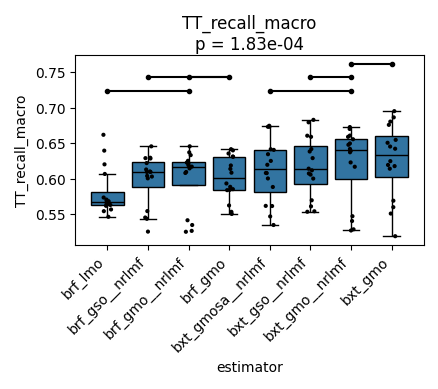 TT_recall_macro
p = 1.83e-04
TT_recall_macro
0.75
0.70
0.65
0.60
0.55
brf_lmo
brf_gso__nrlmf
brf_gmo__nrlmf
brf_gmo
bxt_gmosa__nrlmf
bxt_gso__nrlmf
bxt_gmo__nrlmf
bxt_gmo
estimator